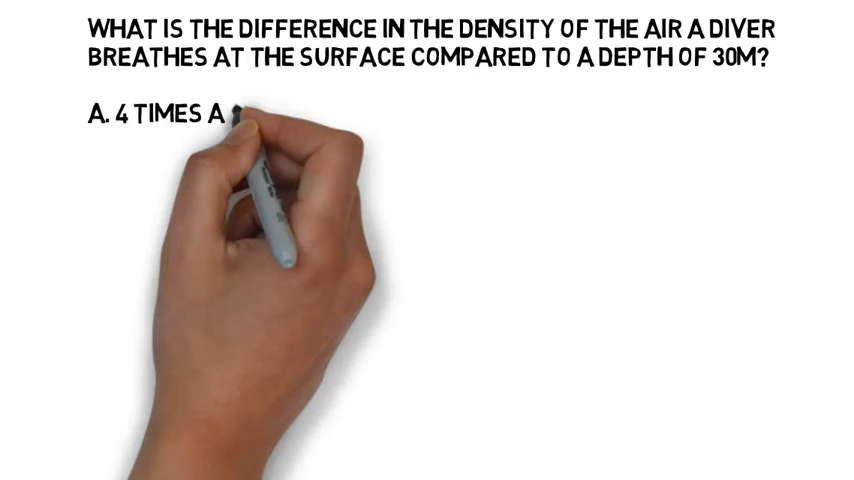 WHAT IS THE DIFFERENCE IN THE DENSITY OF THE AIR A DIVER
BREATHES AT THE SURFACE COMPARED TO A DEPTH OF 30M?
A. 4 TIMES A